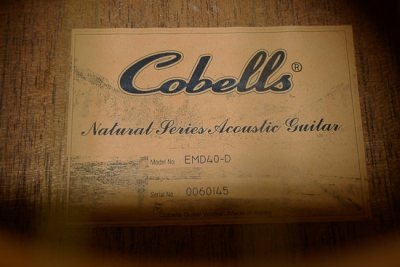 Cobells®
Natural Series Acoustic Guitar
Model No. EMD40-D
Serial No. 0060145